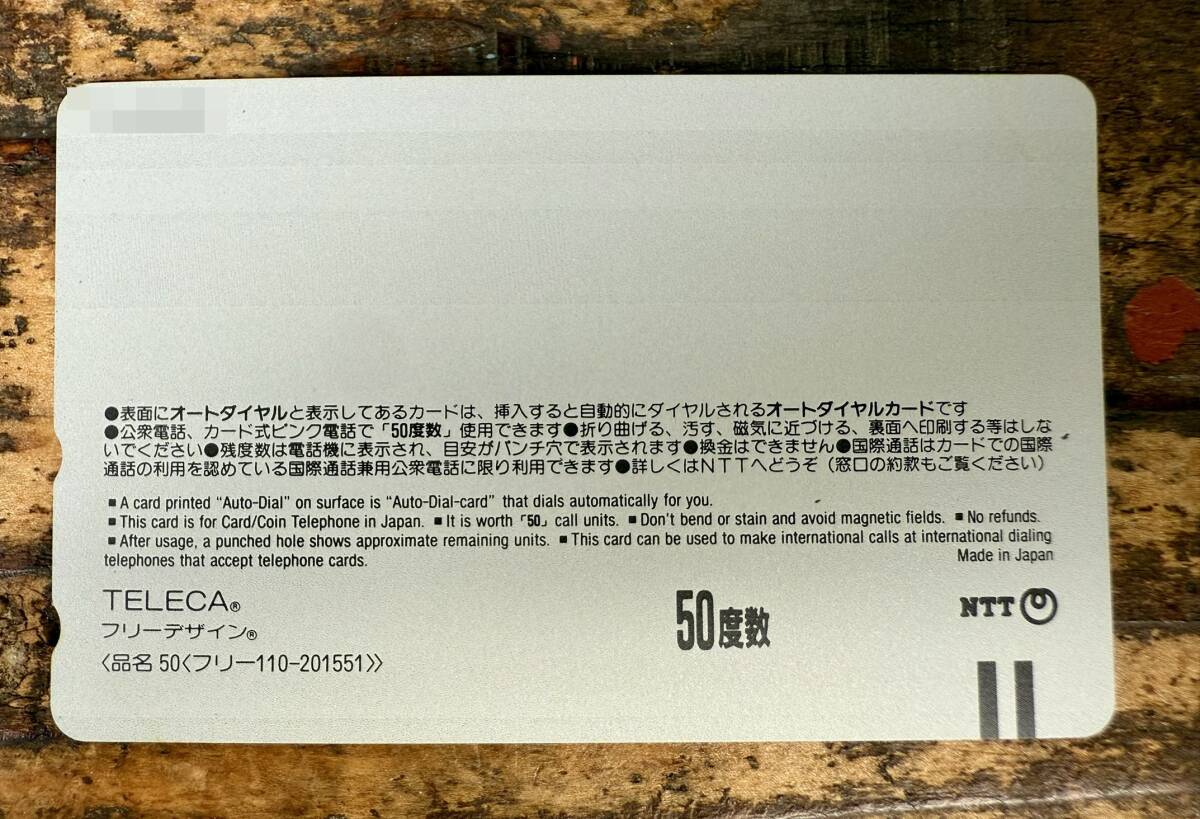 ●表面にオートダイヤルと表示してあるカードは、挿入すると自動的にダイヤルされるオートダイヤルカードです
●公衆電話、カード式ピンク電話で「50度数」使用できます●折り曲げる、汚す、磁気に近づける、裏面へ印刷する等はしな
いでください●残度数は電話機に表示され、目安がパンチ穴で表示されます●換金はできません●国際通話はカードでの国際
通話の利用を認めている国際通話兼用公衆電話に限り利用できます●詳しくはNTTへどうぞ（窓口の約款もご覧ください）
■A card printed “Auto-Dial” on surface is “Auto-Dial-card” that dials automatically for you.
■This card is for Card/Coin Telephone in Japan. ■It is worth「50」call units. ■Don't bend or stain and avoid magnetic fields. ■No refunds.
■After usage, a punched hole shows approximate remaining units. ■This card can be used to make international calls at international dialing
telephones that accept telephone cards. Made in Japan
TELECA®
フリーデザイン®
〈品名 50〈フリー110-201551〉〉
50度数
NTT